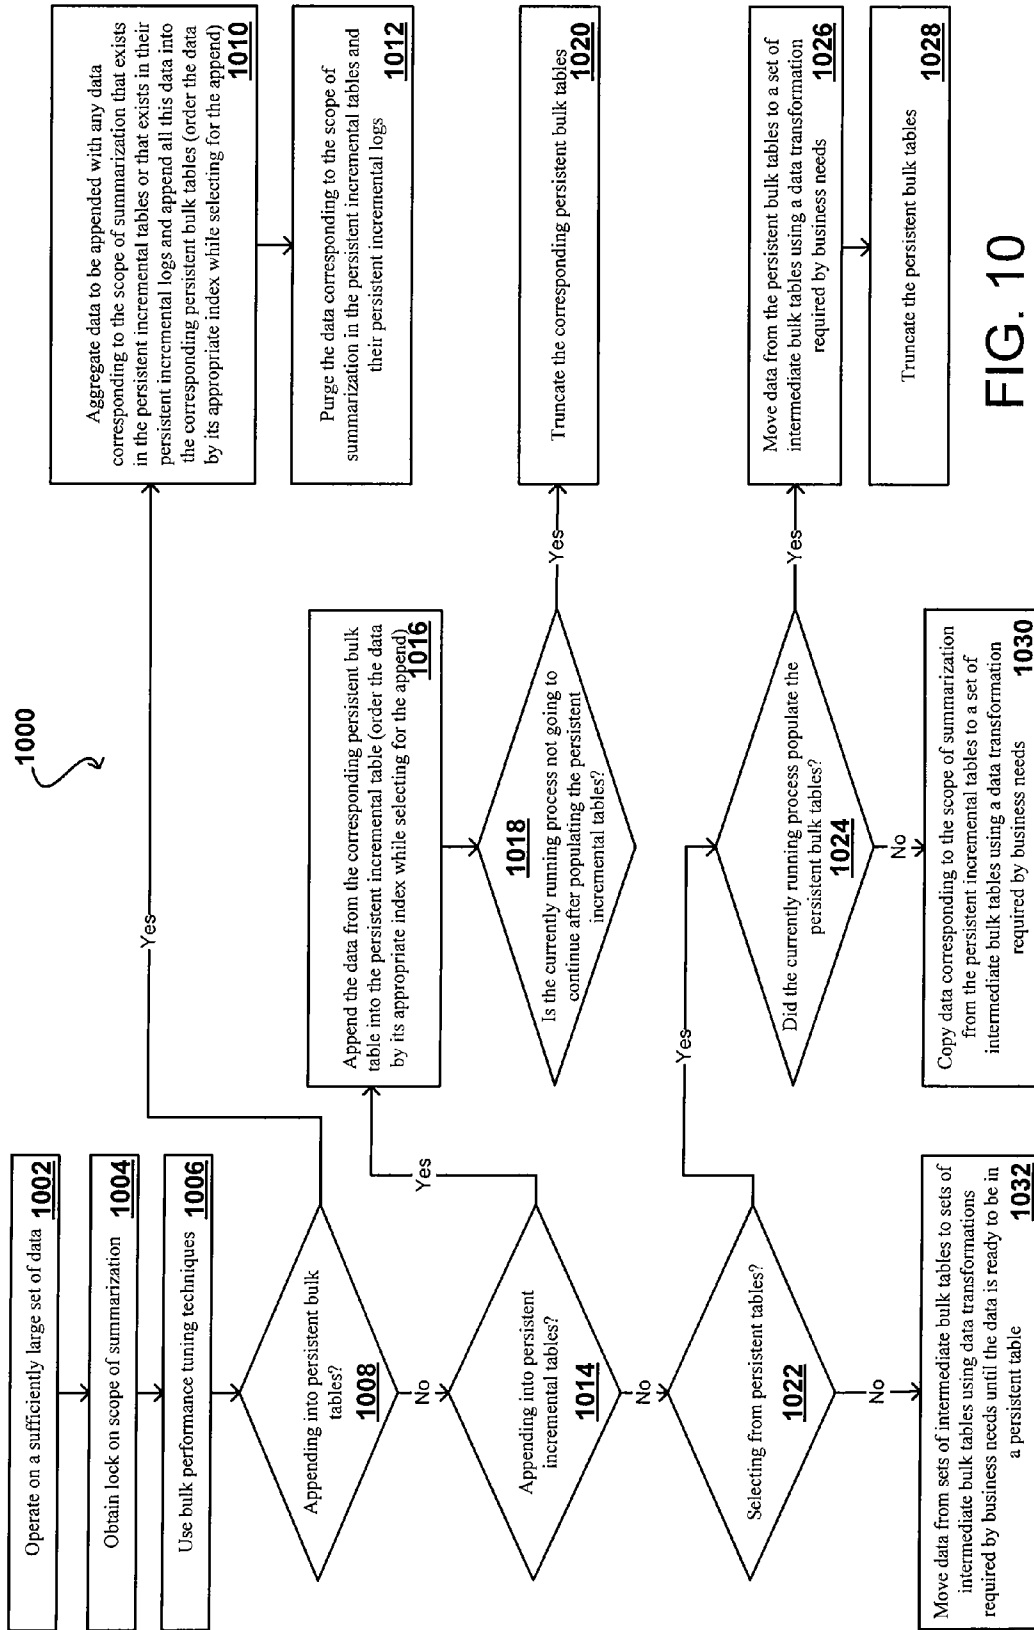 1000
Operate on a sufficiently large set of data
1002
Obtain lock on scope of summarization
1004
Use bulk performance tuning techniques
1006
Appending into persistent bulk
tables?
1008
Yes
No
Aggregate data to be appended with any data
corresponding to the scope of summarization that exists
in the persistent incremental tables or that exists in their
persistent incremental logs and append all this data into
the corresponding persistent bulk tables (order the data
by its appropriate index while selecting for the append)
1010
Purge the data corresponding to the scope of
summarization in the persistent incremental tables and
their persistent incremental logs
1012
Appending into persistent
incremental tables?
1014
Yes
No
Append the data from the corresponding persistent bulk
table into the persistent incremental table (order the data
by its appropriate index while selecting for the append)
1016
1018
Is the currently running process not going to
continue after populating the persistent
incremental tables?
Yes
Truncate the corresponding persistent bulk tables
1020
Selecting from persistent tables?
1022
Yes
No
Did the currently running process populate the
persistent bulk tables?
1024
Yes
No
Move data from the persistent bulk tables to a set of
intermediate bulk tables using a data transformation
required by business needs
1026
Truncate the persistent bulk tables
1028
Copy data corresponding to the scope of summarization
from the persistent incremental tables to a set of
intermediate bulk tables using a data transformation
required by business needs
1030
Move data from sets of intermediate bulk tables to sets of
intermediate bulk tables using data transformations
required by business needs until the data is ready to be in
a persistent table
1032
FIG. 10